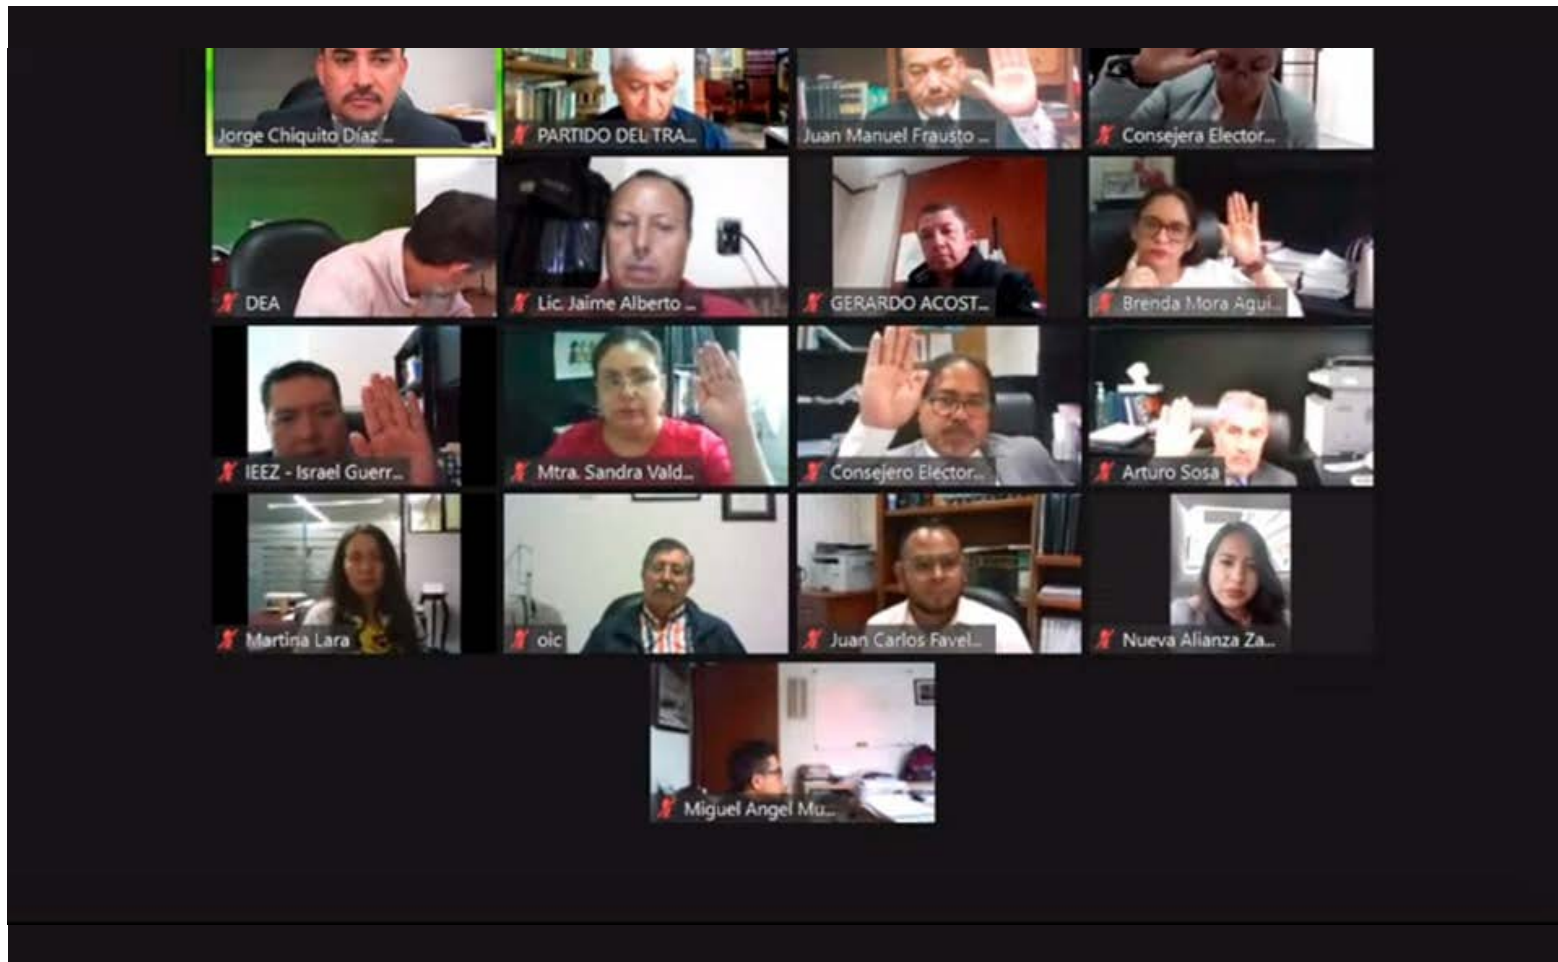 Jorge Chiquito Díaz ...
PARTIDO DEL TRA...
Juan Manuel Frausto ...
Consejera Elector...
DEA
Lic. Jaime Alberto ...
GERARDO ACOST...
Brenda Mora Agui...
IEEZ - Israel Guerr...
Mtra. Sandra Vald...
Consejero Elector...
Arturo Sosa
Martina Lara
oic
Juan Carlos Favel...
Nueva Alianza Za...
Miguel Angel Mu...